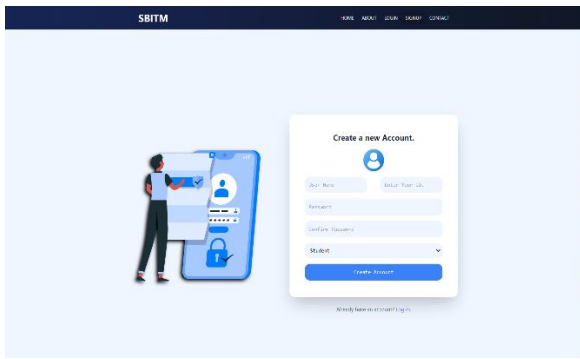 SBITM
HOME ABOUT LOGIN SIGNUP CONTACT
Create a new Account.
User Name
Enter Your ID.
Password
Confirm Password
Student
Create Account
Already have an account? Log in.